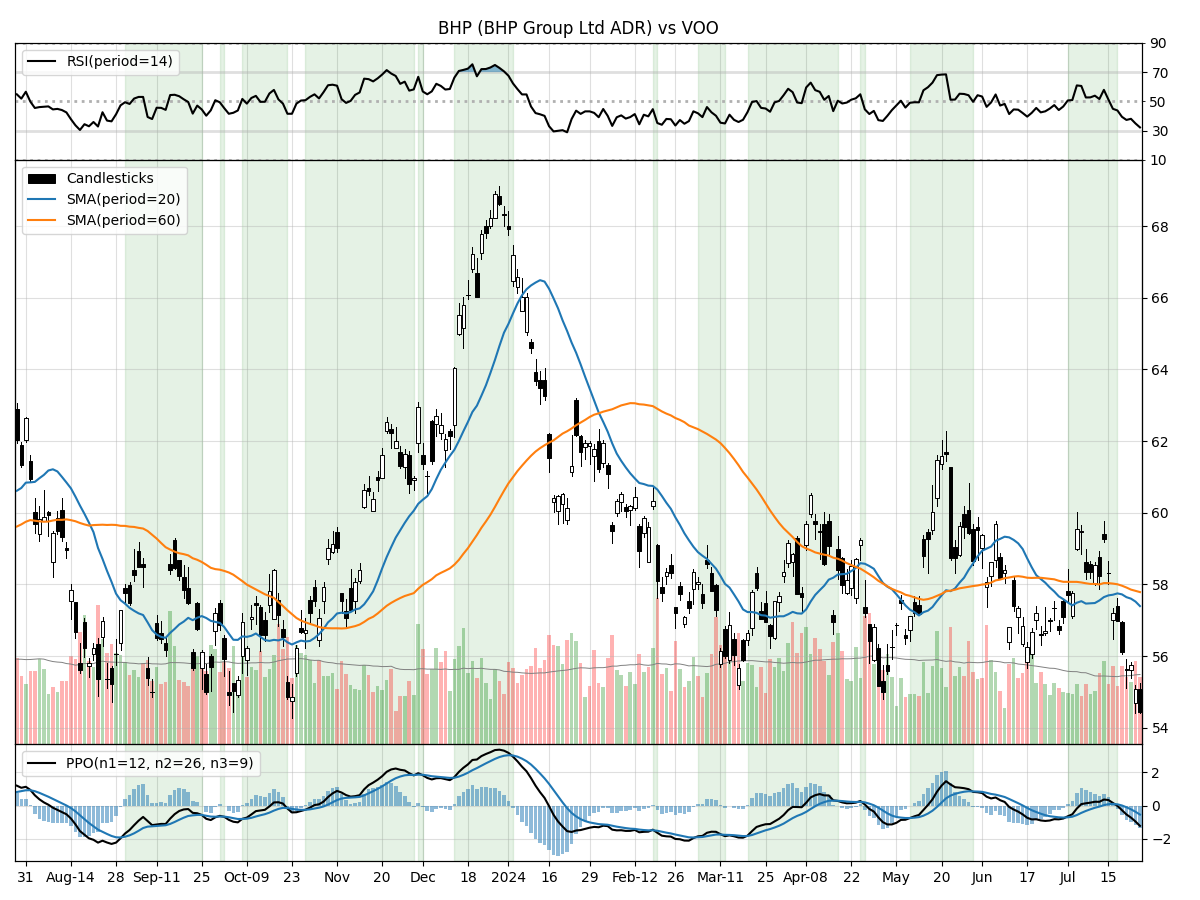 BHP (BHP Group Ltd ADR) vs VOO
RSI(period=14)
90
70
50
30
10
Candlesticks
SMA(period=20)
SMA(period=60)
68
66
64
62
60
58
56
54
PPO(n1=12, n2=26, n3=9)
2
0
−2
31 Aug-14 28 Sep-11 25 Oct-09 23 Nov 20 Dec 18 2024 16 29 Feb-12 26 Mar-11 25 Apr-08 22 May 20 Jun 17 Jul 15